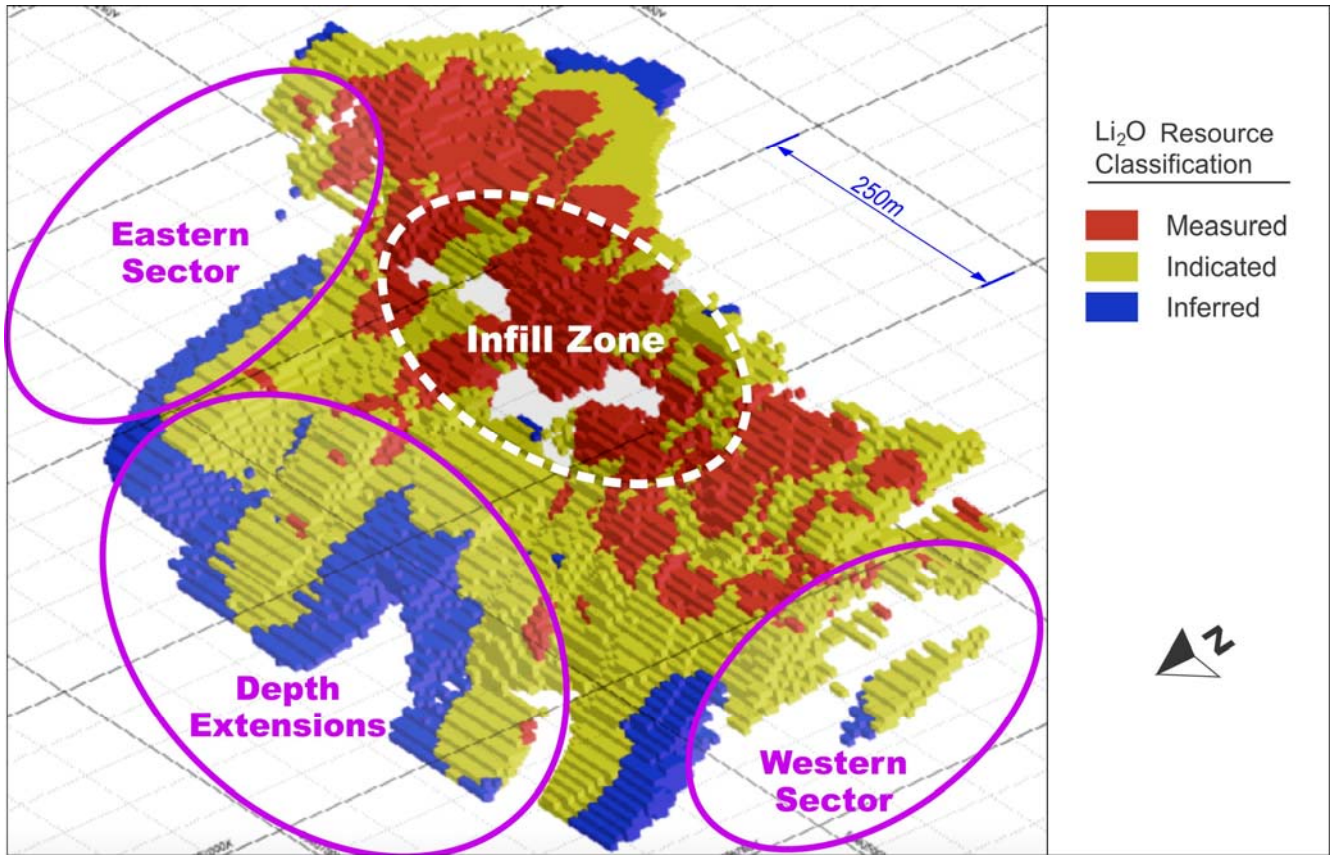 Eastern
Sector
Infill Zone
Depth
Extensions
Western
Sector
250m
Li₂O Resource
Classification
Measured
Indicated
Inferred
N